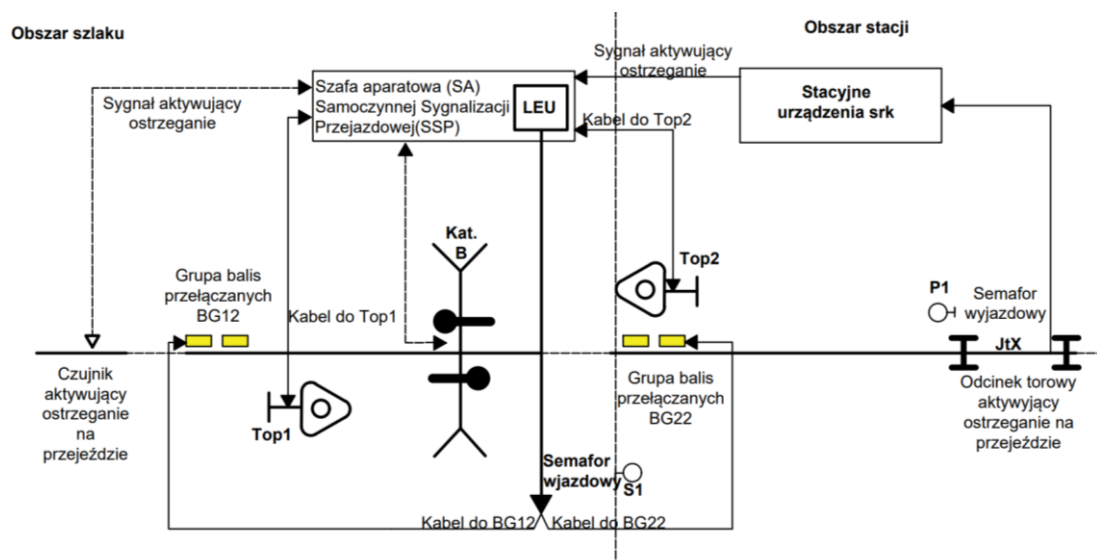 Obszar szlaku
Obszar stacji
Sygnał aktywujący
ostrzeganie
Szafa aparatowa (SA)
Samoczynnej Sygnalizacji
Przejazdowej(SSP)
LEU
Stacyjne
urządzenia srk
Sygnał aktywujący
ostrzeganie
Kabel do Top2
Kat.
B
Top2
Grupa balis
przełączanych
BG12
Kabel do Top1
P1
Semafor
wyjazdowy
JtX
Czujnik
aktywujący
ostrzeganie
na
przejeździe
Top1
Grupa balis
przełączanych
BG22
Odcinek torowy
aktywyjący
ostrzeganie na
przejeździe
Semafor
wjazdowy
S1
Kabel do BG12
Kabel do BG22